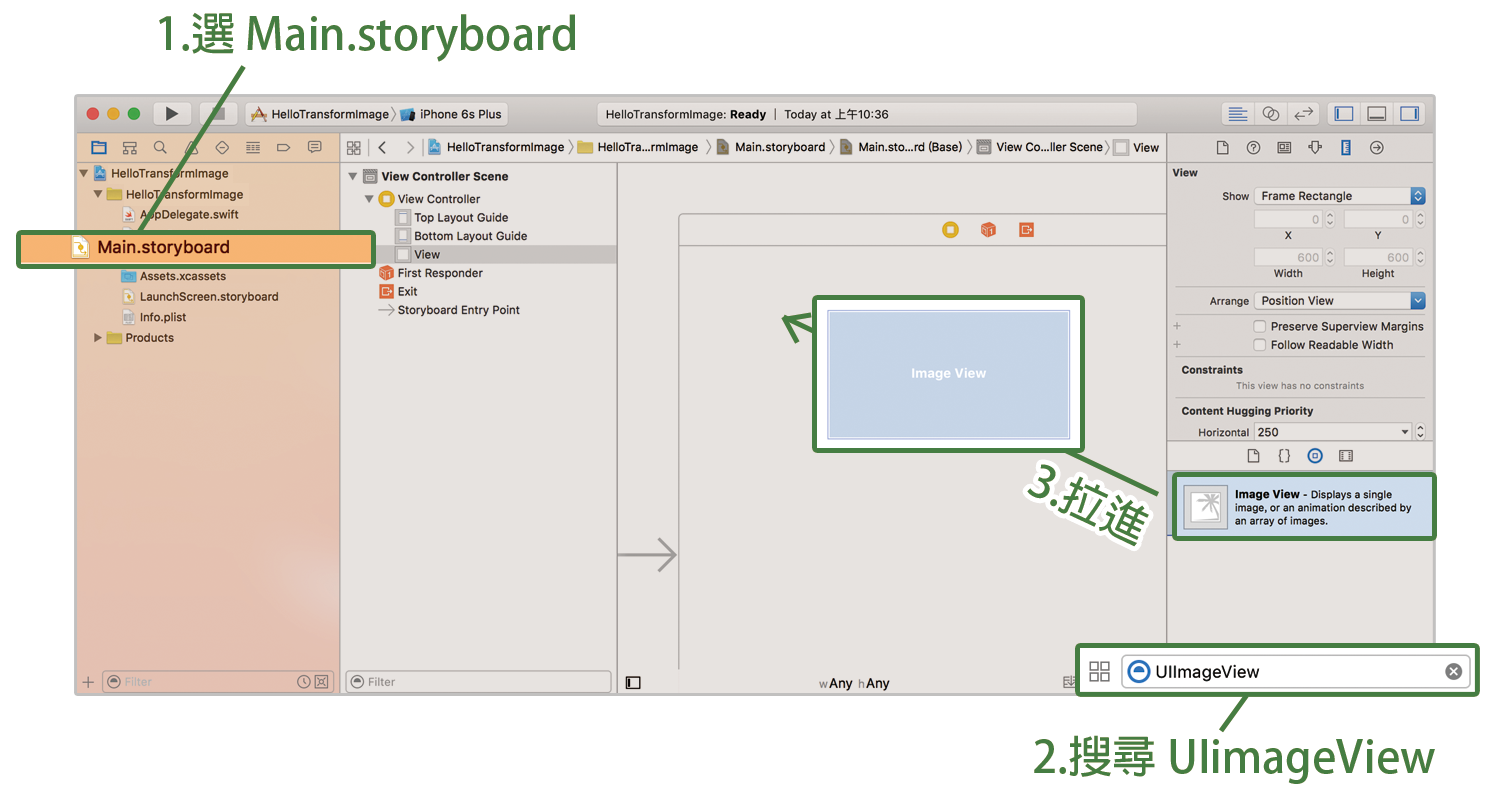 1.選 Main.storyboard
HelloTransformImage
iPhone 6s Plus
HelloTransformImage: Ready | Today at 上午10:36
HelloTransformImage
HelloTra...rmImage
Main.storyboard
Main.sto...rd (Base)
View Co...ller Scene
View
HelloTransformImage
HelloTransformImage
AppDelegate.swift
Main.storyboard
Assets.xcassets
LaunchScreen.storyboard
Info.plist
Products
Filter
View Controller Scene
View Controller
Top Layout Guide
Bottom Layout Guide
View
First Responder
Exit
Storyboard Entry Point
Filter
Image View
3.拉進
wAny hAny
View
Show Frame Rectangle
0 0
X Y
600 600
Width Height
Arrange Position View
Preserve Superview Margins
Follow Readable Width
Constraints
This view has no constraints
Content Hugging Priority
Horizontal 250
Image View - Displays a single
image, or an animation described by
an array of images.
UIImageView
2.搜尋 UIimageView